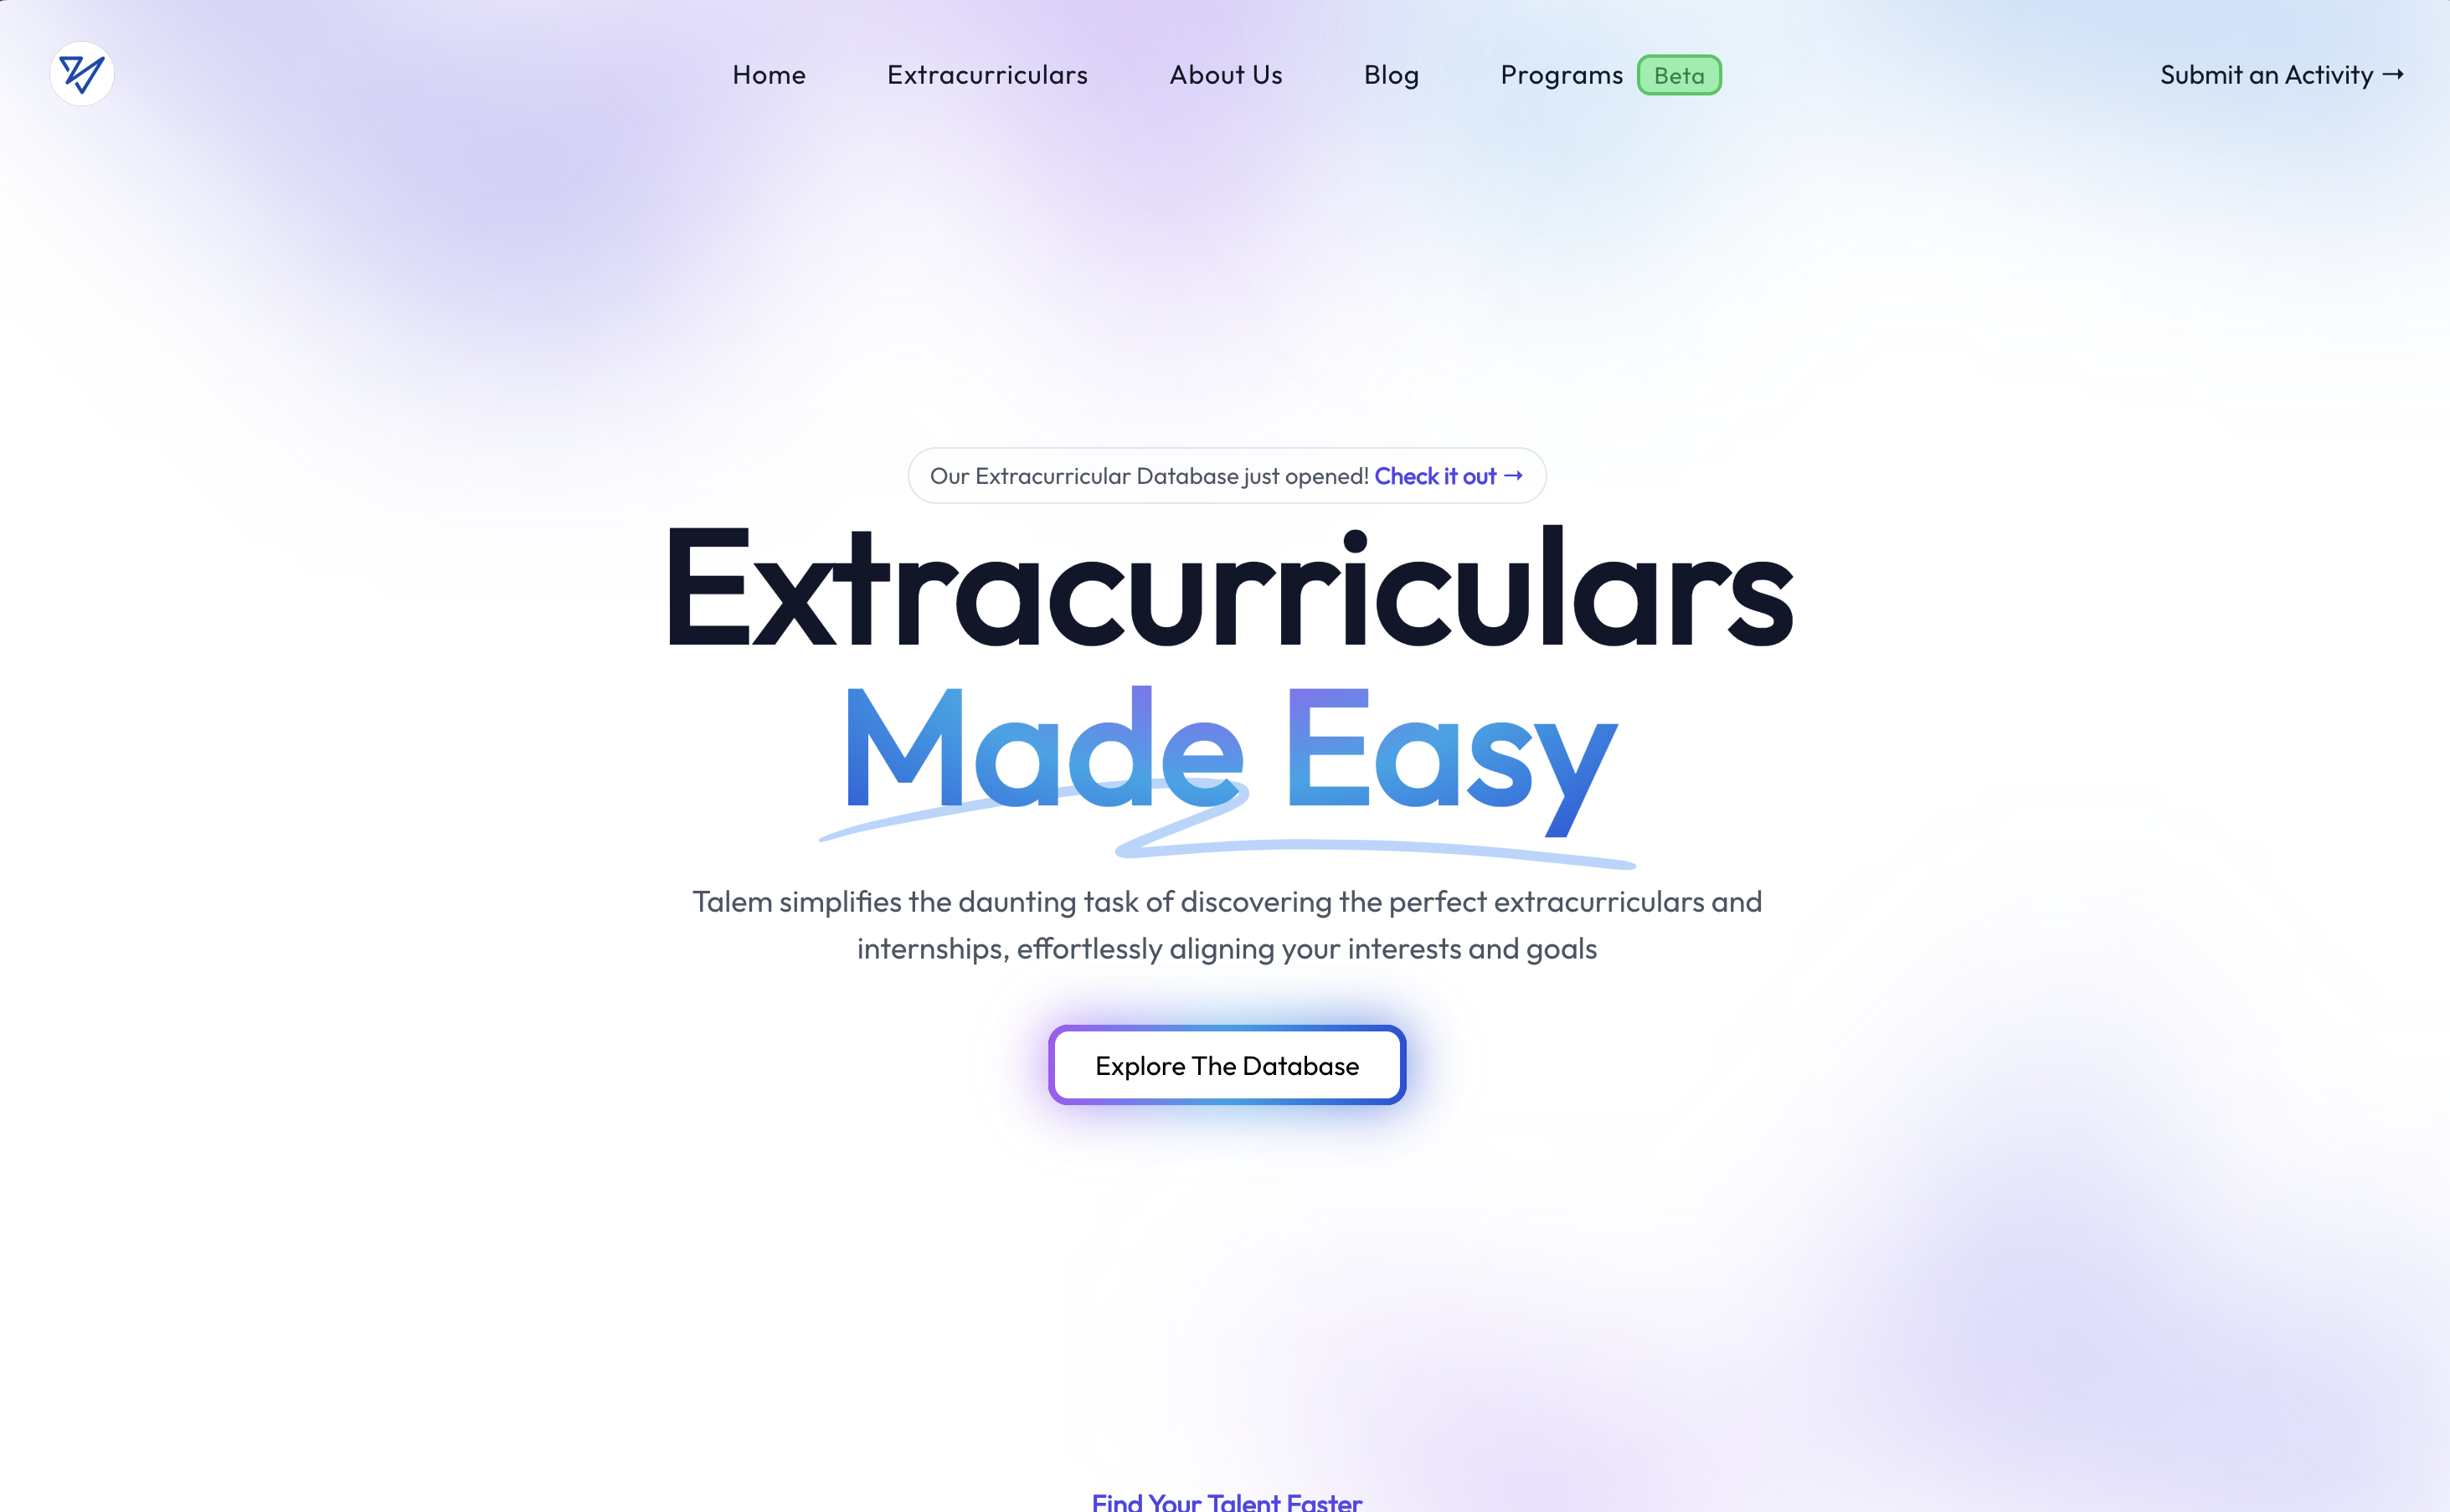 Home Extracurriculars About Us Blog Programs Beta Submit an Activity →
Our Extracurricular Database just opened! Check it out →
Extracurriculars
Made Easy
Talem simplifies the daunting task of discovering the perfect extracurriculars and
internships, effortlessly aligning your interests and goals
Explore The Database
Find Your Talent Faster